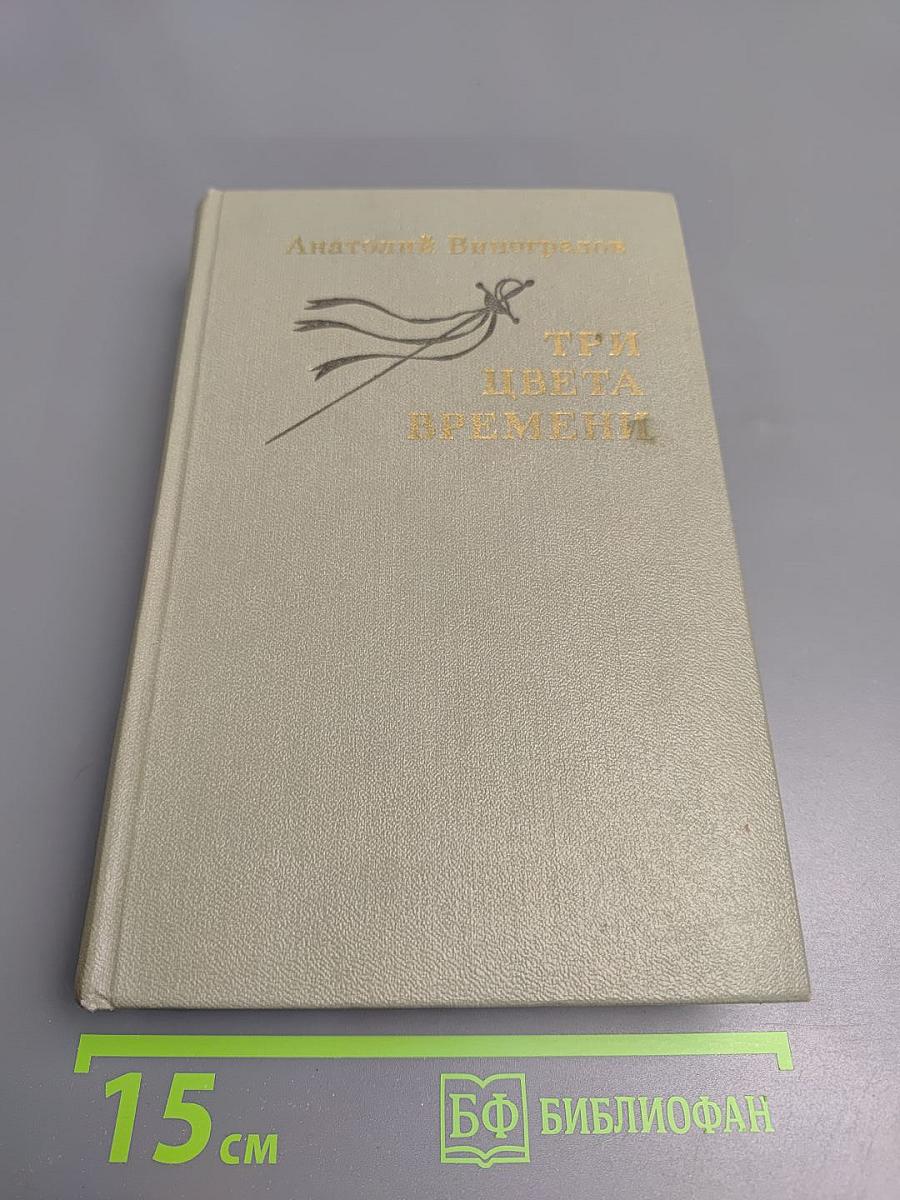 Анатолий Виноградов
ТРИ
ЦВЕТА
ВРЕМЕНИ
15 см
БФ БИБЛИОФАН